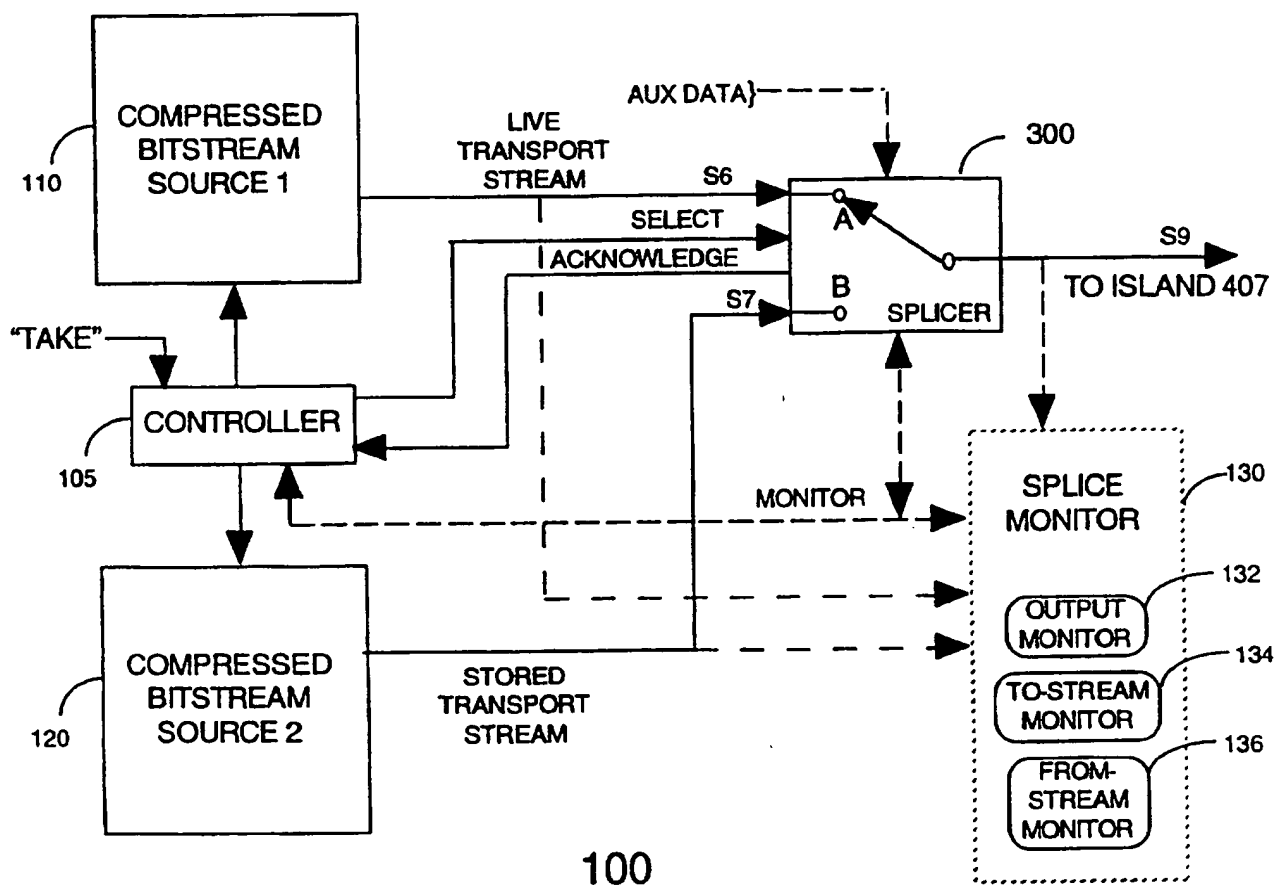 COMPRESSED
BITSTREAM
SOURCE 1
110
LIVE
TRANSPORT
STREAM
AUX DATA}
300
S6
SELECT
ACKNOWLEDGE
S7
A
B
SPLICER
S9
TO ISLAND 407
"TAKE"
CONTROLLER
105
MONITOR
SPLICE
MONITOR
130
132
OUTPUT
MONITOR
134
TO-STREAM
MONITOR
136
FROM-
STREAM
MONITOR
COMPRESSED
BITSTREAM
SOURCE 2
120
STORED
TRANSPORT
STREAM
100